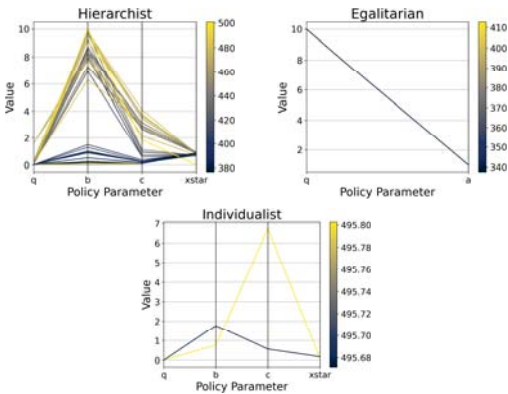 Hierarchist
10
8
6
4
2
0
Value
q
b
c
xstar
Policy Parameter
500
480
460
440
420
400
380
Egalitarian
10
8
6
4
2
Value
q
a
Policy Parameter
410
400
390
380
370
360
350
340
Individualist
7
6
5
4
3
2
1
0
Value
q
b
c
xstar
Policy Parameter
495.80
495.78
495.76
495.74
495.72
495.70
495.68